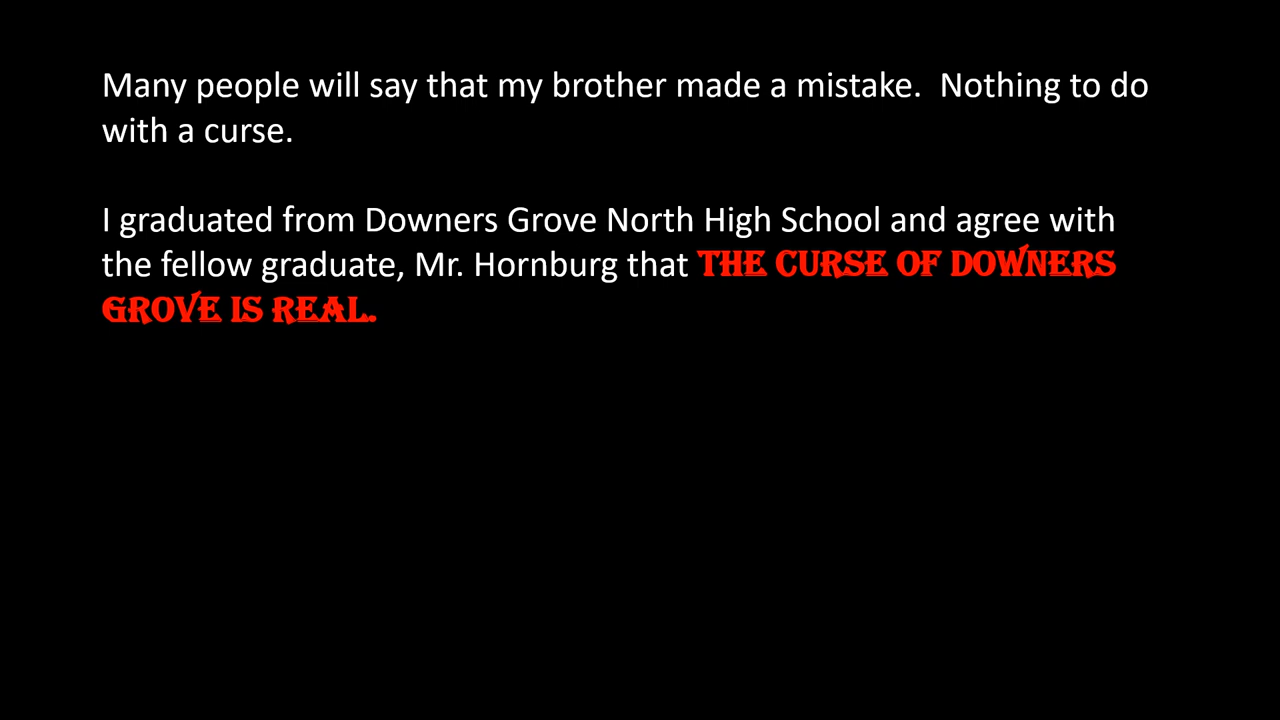 Many people will say that my brother made a mistake.  Nothing to do
with a curse.
I graduated from Downers Grove North High School and agree with
the fellow graduate, Mr. Hornburg that THE CURSE OF DOWNERS
GROVE IS REAL.